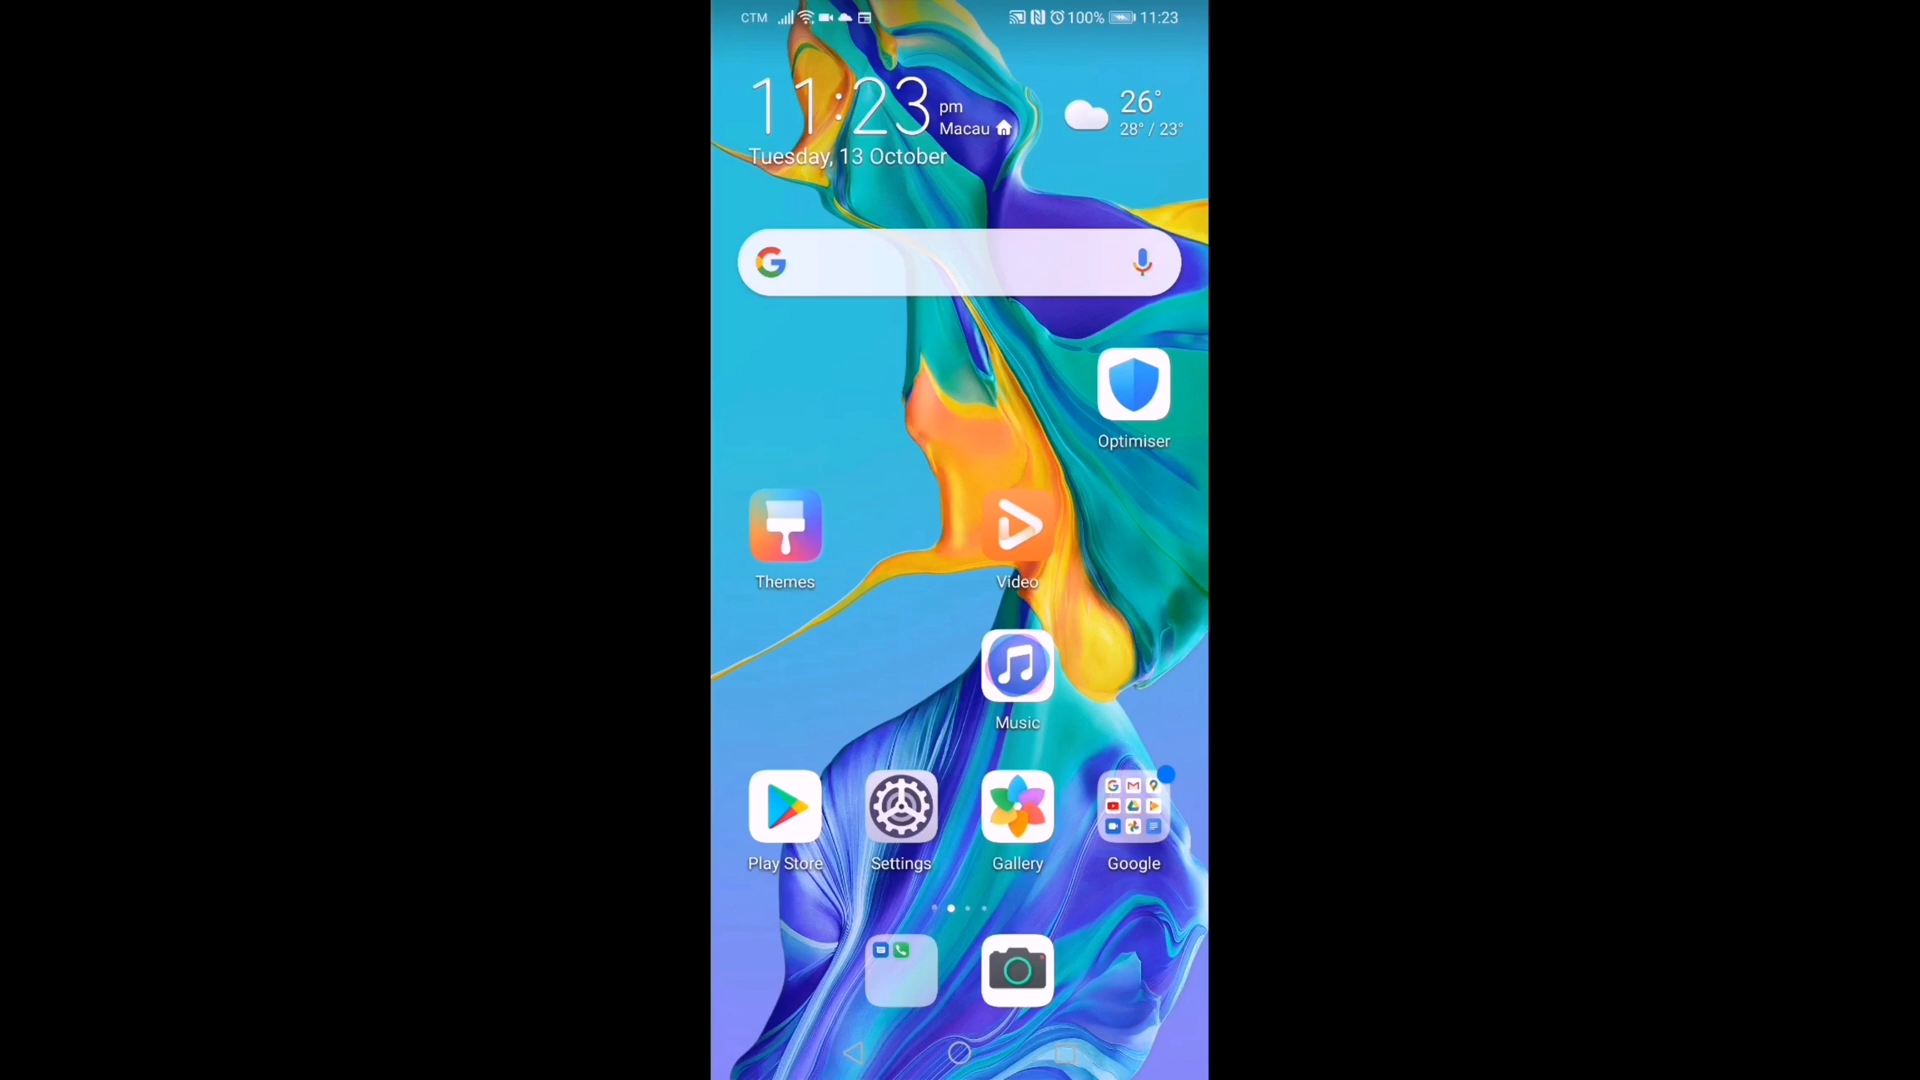 CTM 100% 11:23
11:23 pm 26°
Macau 28° / 23°
Tuesday, 13 October
Optimiser
Themes Video
Music
Play Store Settings Gallery Google